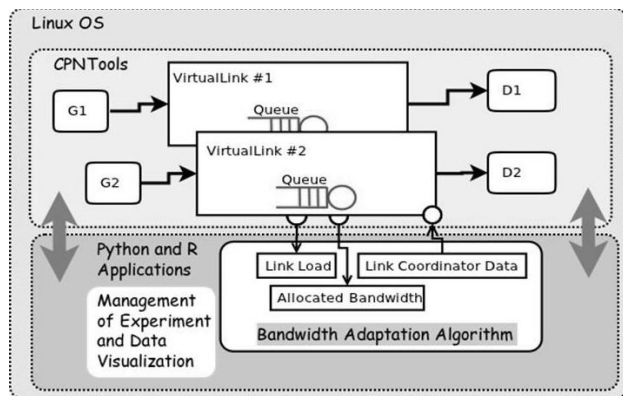 Linux OS
CPNTools
VirtualLink #1
G1
Queue
D1
VirtualLink #2
G2
Queue
D2
Python and R
Applications
Link Load
Link Coordinator Data
Allocated Bandwidth
Management
of Experiment
and Data
Visualization
Bandwidth Adaptation Algorithm